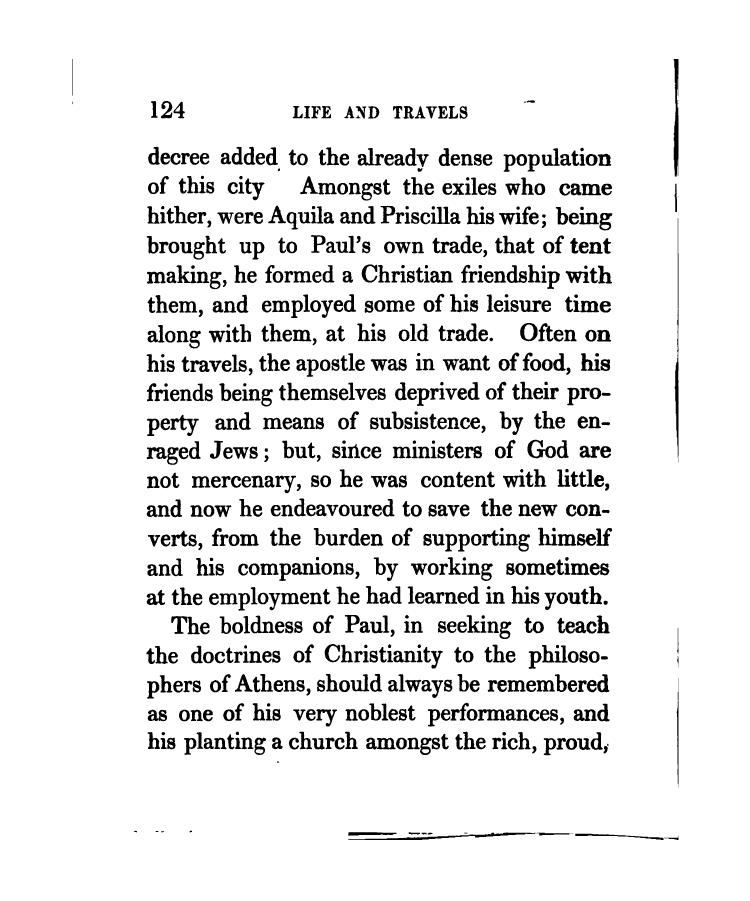 124 LIFE AND TRAVELS
decree added to the already dense population
of this city Amongst the exiles who came
hither, were Aquila and Priscilla his wife; being
brought up to Paul's own trade, that of tent
making, he formed a Christian friendship with
them, and employed some of his leisure time
along with them, at his old trade. Often on
his travels, the apostle was in want of food, his
friends being themselves deprived of their pro-
perty and means of subsistence, by the en-
raged Jews; but, since ministers of God are
not mercenary, so he was content with little,
and now he endeavoured to save the new con-
verts, from the burden of supporting himself
and his companions, by working sometimes
at the employment he had learned in his youth.
The boldness of Paul, in seeking to teach
the doctrines of Christianity to the philoso-
phers of Athens, should always be remembered
as one of his very noblest performances, and
his planting a church amongst the rich, proud,